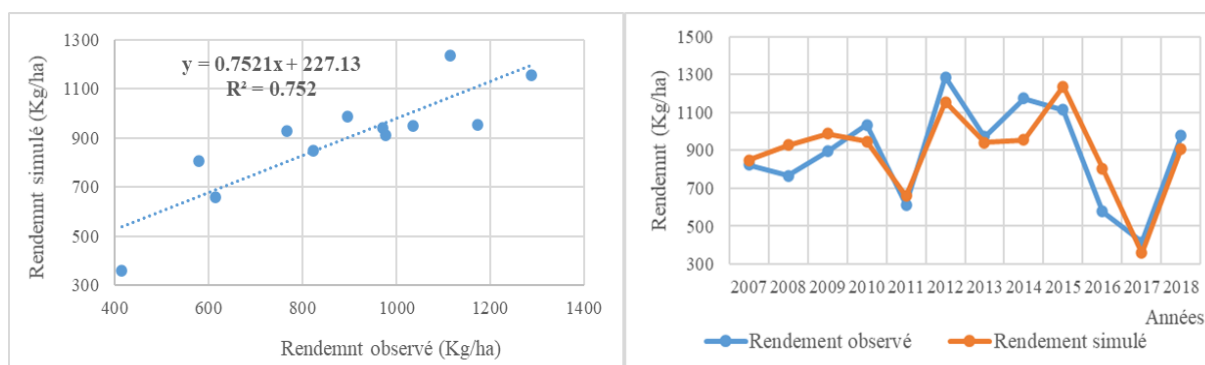 1300
1100
900
700
500
300
Rendemnt simulé (Kg/ha)
y = 0.7521x + 227.13
R² = 0.752
400 600 800 1000 1200 1400
Rendemnt observé (Kg/ha)
1500
1300
1100
900
700
500
300
Rendemnt (Kg/ha)
2007 2008 2009 2010 2011 2012 2013 2014 2015 2016 2017 2018
Années
Rendement observé Rendement simulé